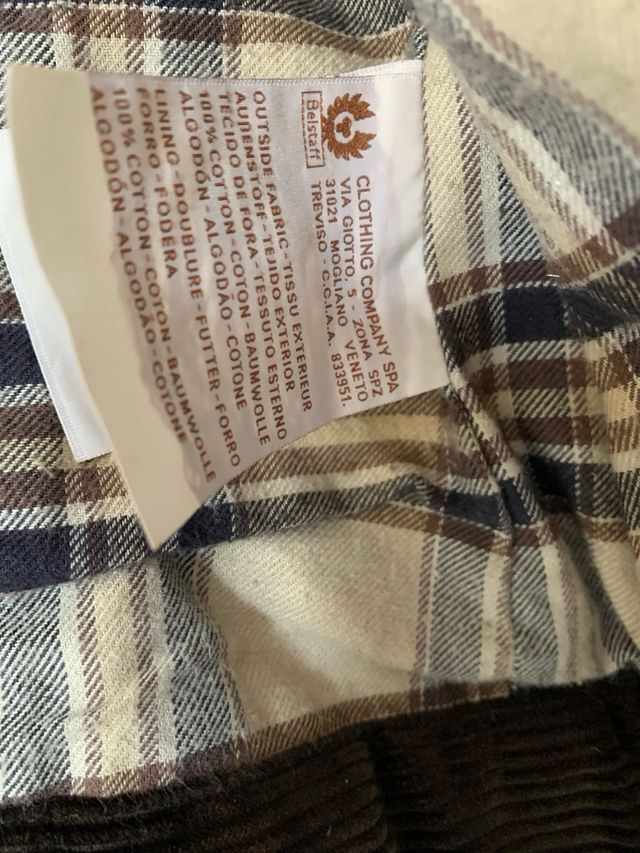 Belstaff
CLOTHING COMPANY SPA
VIA GIOTTO, 5 - ZONA SPZ
31021 MOGLIANO VENETO
TREVISO - C.C.I.A.A. 833951.
OUTSIDE FABRIC-TISSU EXTERIEUR
AUßENSTOFF-TEJIDO EXTERIOR
TECIDO DE FORA-TESSUTO ESTERNO
100% COTTON-COTON-BAUMWOLLE
ALGODÓN-ALGODÃO-COTONE
LINING-DOUBLURE-FUTTER-FORRO
FORRO-FODERA
100% COTTON-COTON-BAUMWOLLE
ALGODÓN-ALGODÃO-COTONE